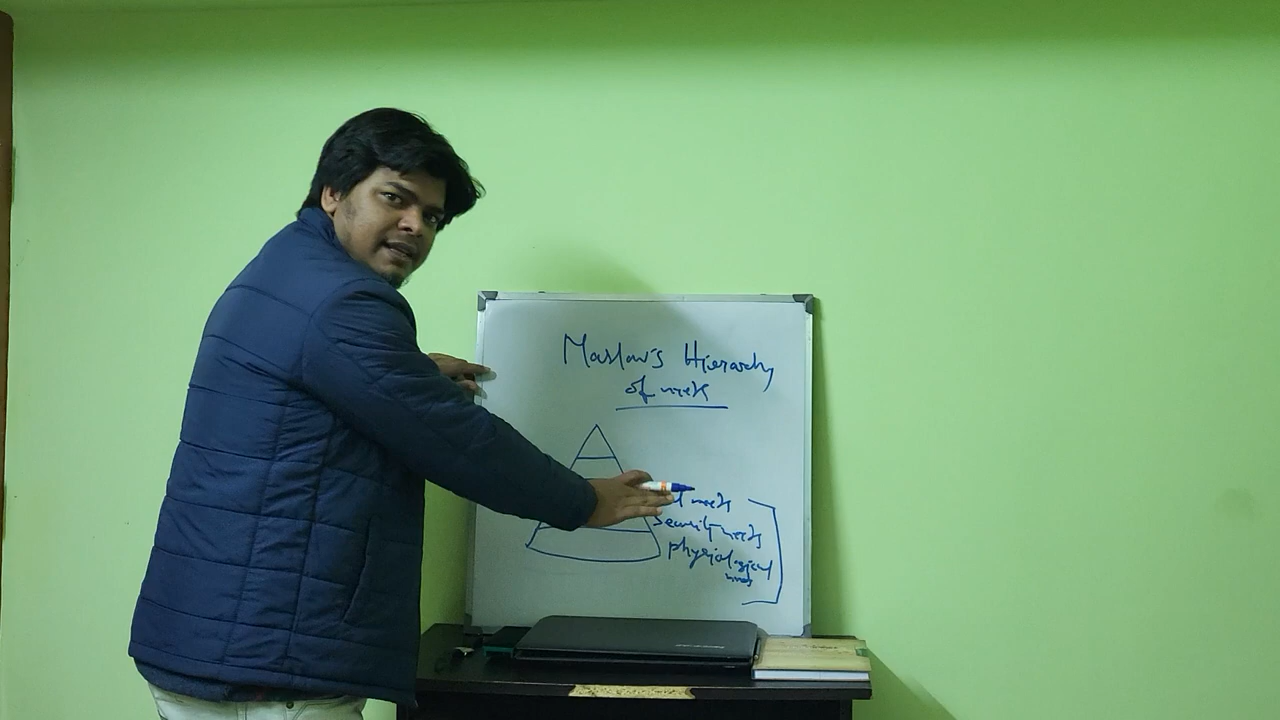 Maslow's Hierarchy
of needs
needs
Security needs
physiological
needs